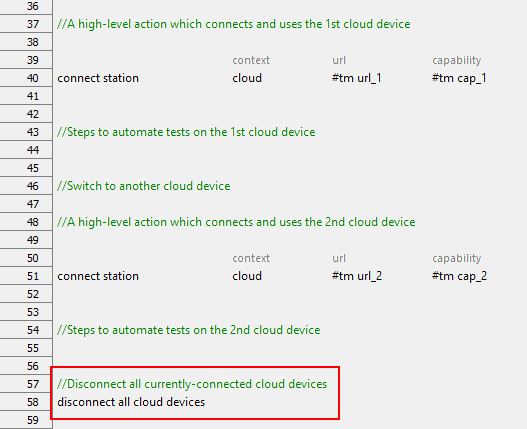 36
37 //A high-level action which connects and uses the 1st cloud device
38
39 context url capability
40 connect station cloud #tm url_1 #tm cap_1
41
42
43 //Steps to automate tests on the 1st cloud device
44
45
46 //Switch to another cloud device
47
48 //A high-level action which connects and uses the 2nd cloud device
49
50 context url capability
51 connect station cloud #tm url_2 #tm cap_2
52
53
54 //Steps to automate tests on the 2nd cloud device
55
56
57 //Disconnect all currently-connected cloud devices
58 disconnect all cloud devices
59